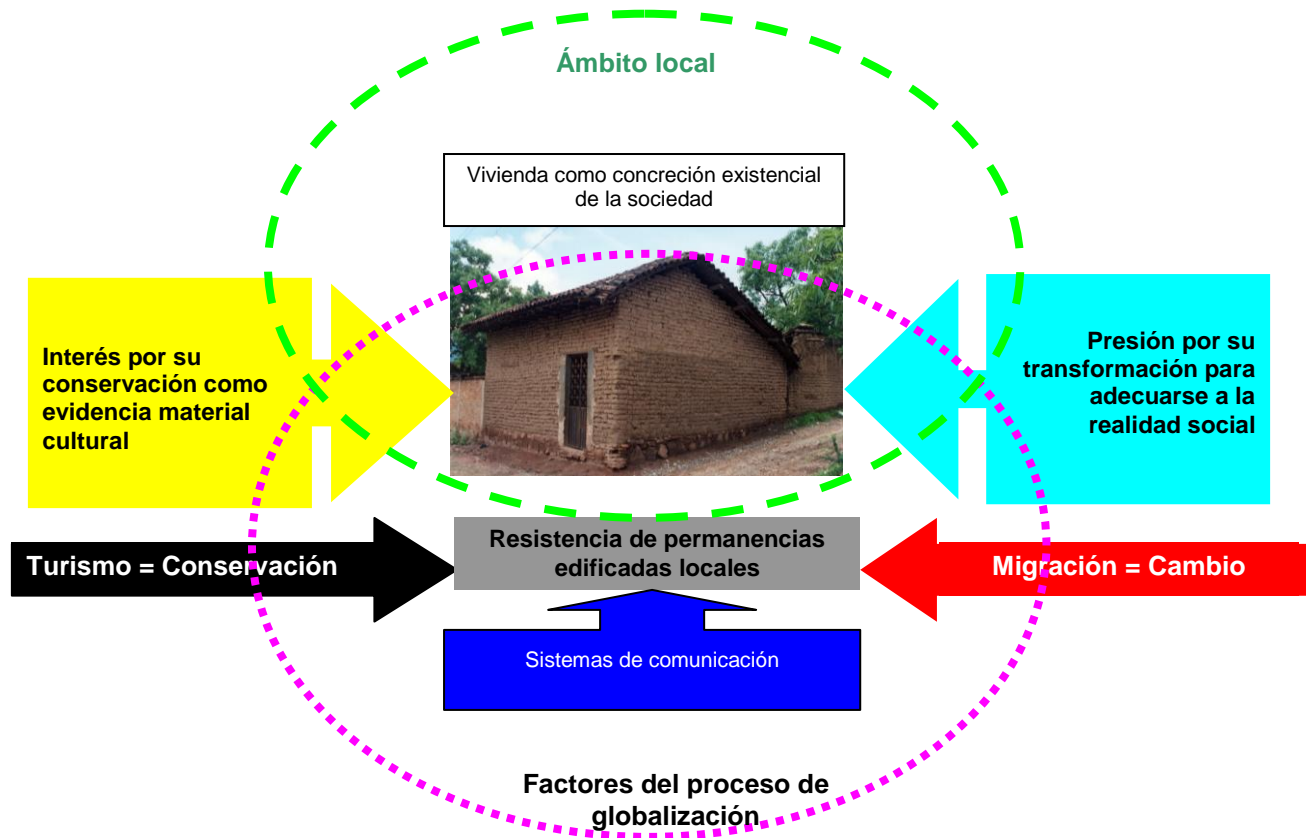 Ámbito local
Vivienda como concreción existencial
de la sociedad
Interés por su
conservación como
evidencia material
cultural
Presión por su
transformación para
adecuarse a la
realidad social
Turismo = Conservación
Resistencia de permanencias
edificadas locales
Migración = Cambio
Sistemas de comunicación
Factores del proceso de
globalización